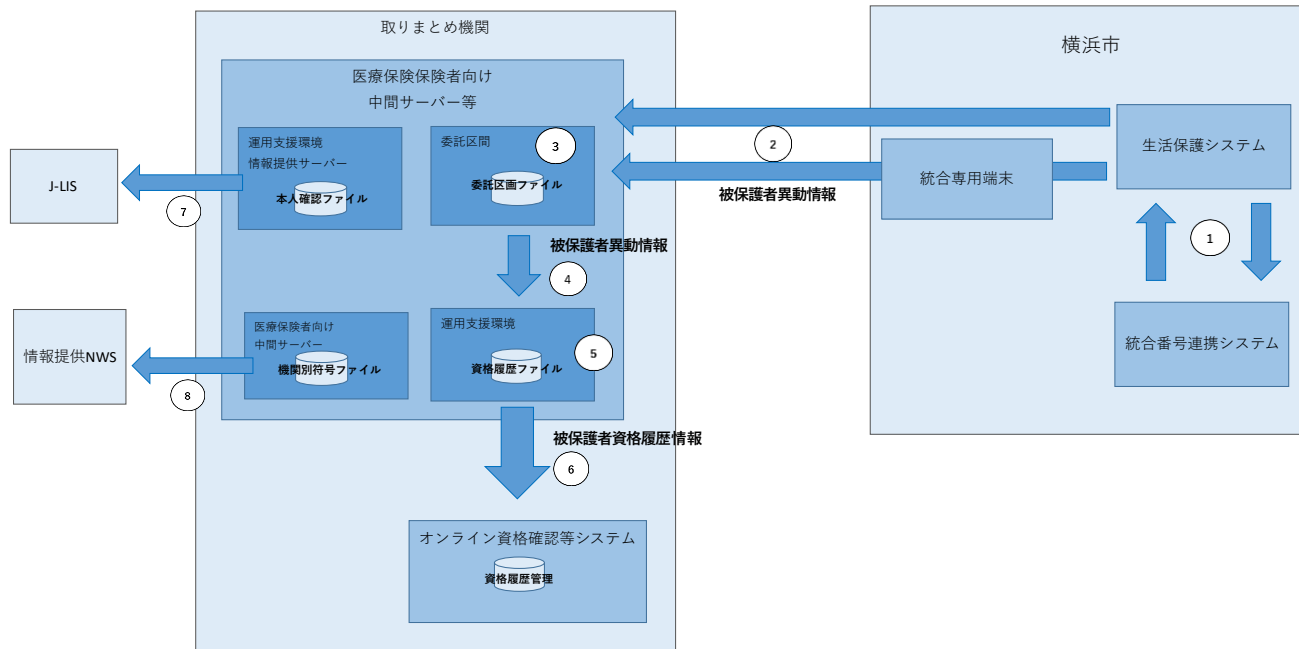 取りまとめ機関
医療保険保険者向け
中間サーバー等
運用支援環境
情報提供サーバー
本人確認ファイル
委託区間
3
委託区画ファイル
J-LIS
7
被保護者異動情報
4
医療保険者向け
中間サーバー
機関別符号ファイル
運用支援環境
5
資格履歴ファイル
情報提供NWS
8
被保護者資格履歴情報
6
オンライン資格確認等システム
資格履歴管理
2
被保護者異動情報
横浜市
統合専用端末
生活保護システム
1
統合番号連携システム